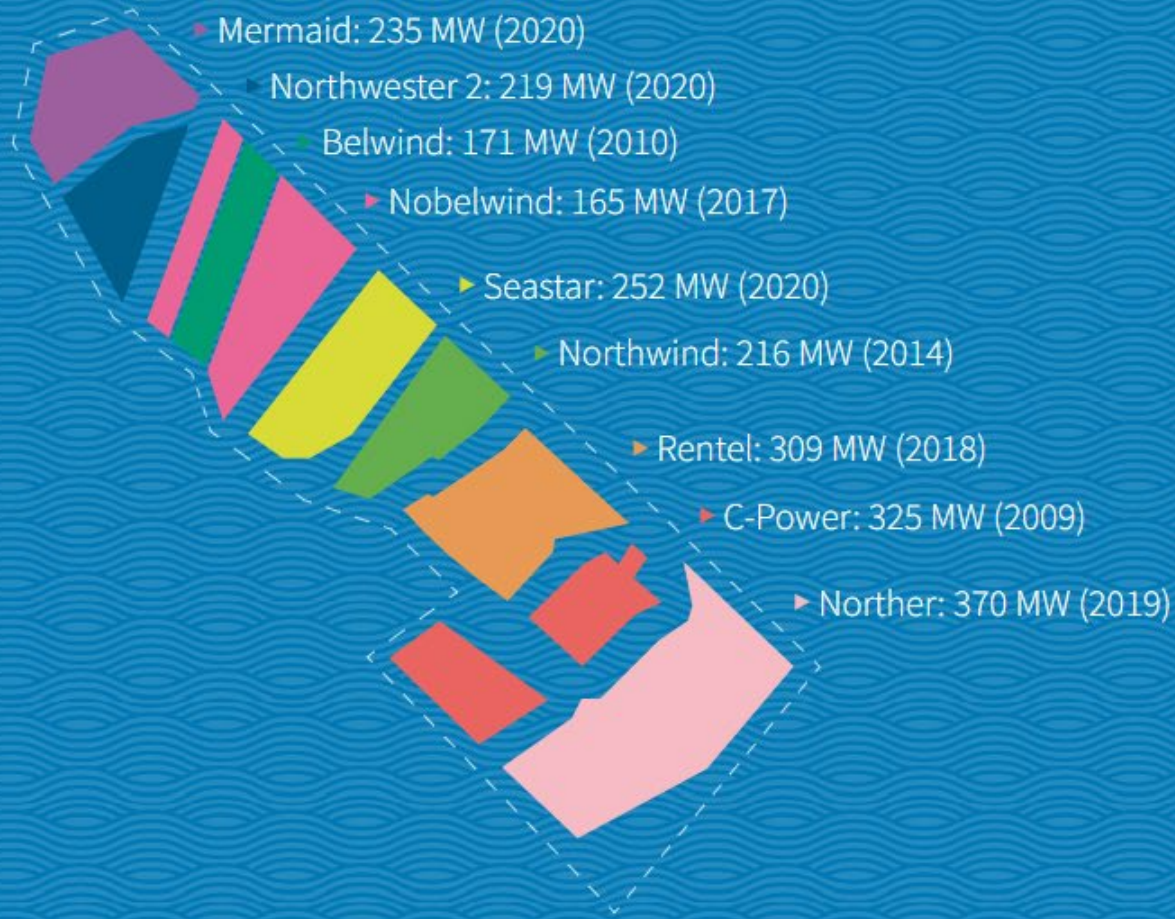 Mermaid: 235 MW (2020)
Northwester 2: 219 MW (2020)
Belwind: 171 MW (2010)
Nobelwind: 165 MW (2017)
Seastar: 252 MW (2020)
Northwind: 216 MW (2014)
Rentel: 309 MW (2018)
C-Power: 325 MW (2009)
Norther: 370 MW (2019)